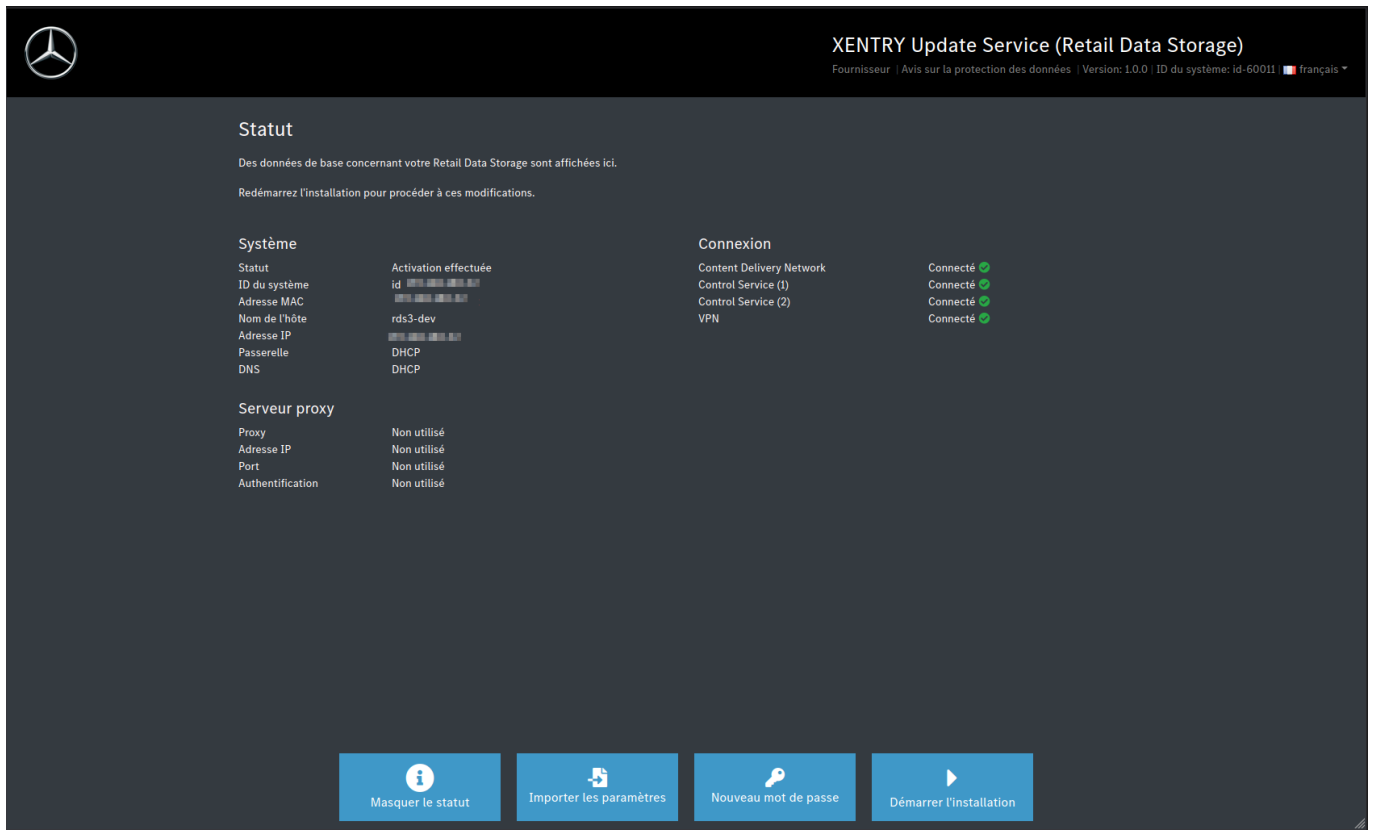 XENTRY Update Service (Retail Data Storage)
Fournisseur | Avis sur la protection des données | Version: 1.0.0 | ID du système: id-60011 | français
Statut
Des données de base concernant votre Retail Data Storage sont affichées ici.
Redémarrez l'installation pour procéder à ces modifications.
Système
Statut Activation effectuée
ID du système id
Adresse MAC
Nom de l'hôte rds3-dev
Adresse IP
Passerelle DHCP
DNS DHCP
Connexion
Content Delivery Network Connecté
Control Service (1) Connecté
Control Service (2) Connecté
VPN Connecté
Serveur proxy
Proxy Non utilisé
Adresse IP Non utilisé
Port Non utilisé
Authentification Non utilisé
Masquer le statut
Importer les paramètres
Nouveau mot de passe
Démarrer l'installation